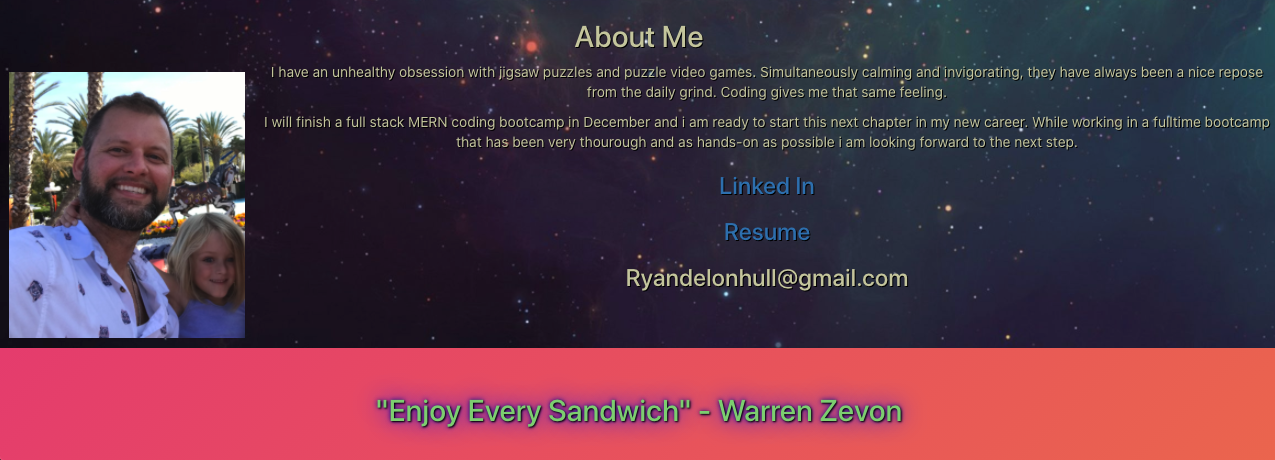 About Me
I have an unhealthy obsession with jigsaw puzzles and puzzle video games. Simultaneously calming and invigorating, they have always been a nice repose
from the daily grind. Coding gives me that same feeling.
I will finish a full stack MERN coding bootcamp in December and i am ready to start this next chapter in my new career. While working in a fulltime bootcamp
that has been very thourough and as hands-on as possible i am looking forward to the next step.
Linked In
Resume
Ryandelonhull@gmail.com
"Enjoy Every Sandwich" - Warren Zevon